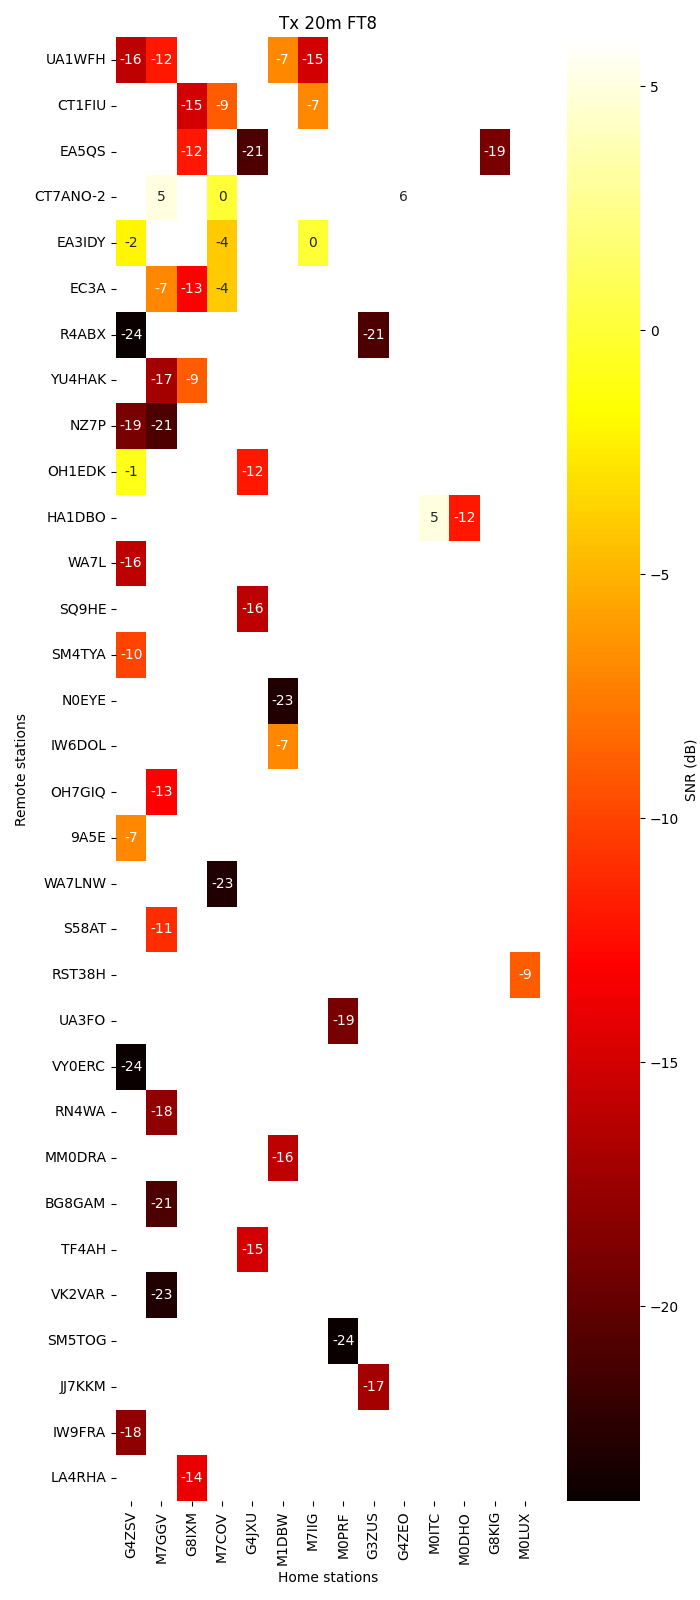 Tx 20m FT8
UA1WFH -16 -12 -7 -15
CT1FIU -15 -9 -7
EA5QS -12 -21 -19
CT7ANO-2 5 0 6
EA3IDY -2 -4 0
EC3A -7 -13 -4
R4ABX -24 -21
YU4HAK -17 -9
NZ7P -19 -21
OH1EDK -1 -12
HA1DBO 5 -12
WA7L -16
SQ9HE -16
SM4TYA -10
N0EYE -23
IW6DOL -7
OH7GIQ -13
9A5E -7
WA7LNW -23
S58AT -11
RST38H -9
UA3FO -19
VY0ERC -24
RN4WA -18
MM0DRA -16
BG8GAM -21
TF4AH -15
VK2VAR -23
SM5TOG -24
JJ7KKM -17
IW9FRA -18
LA4RHA -14
Remote stations
G4ZSV M7GGV G8IXM M7COV G4JXU M1DBW M7IIG M0PRF G3ZUS G4ZEO M0ITC M0DHO G8KIG M0LUX
Home stations
5
0
−5
−10
−15
−20
SNR (dB)